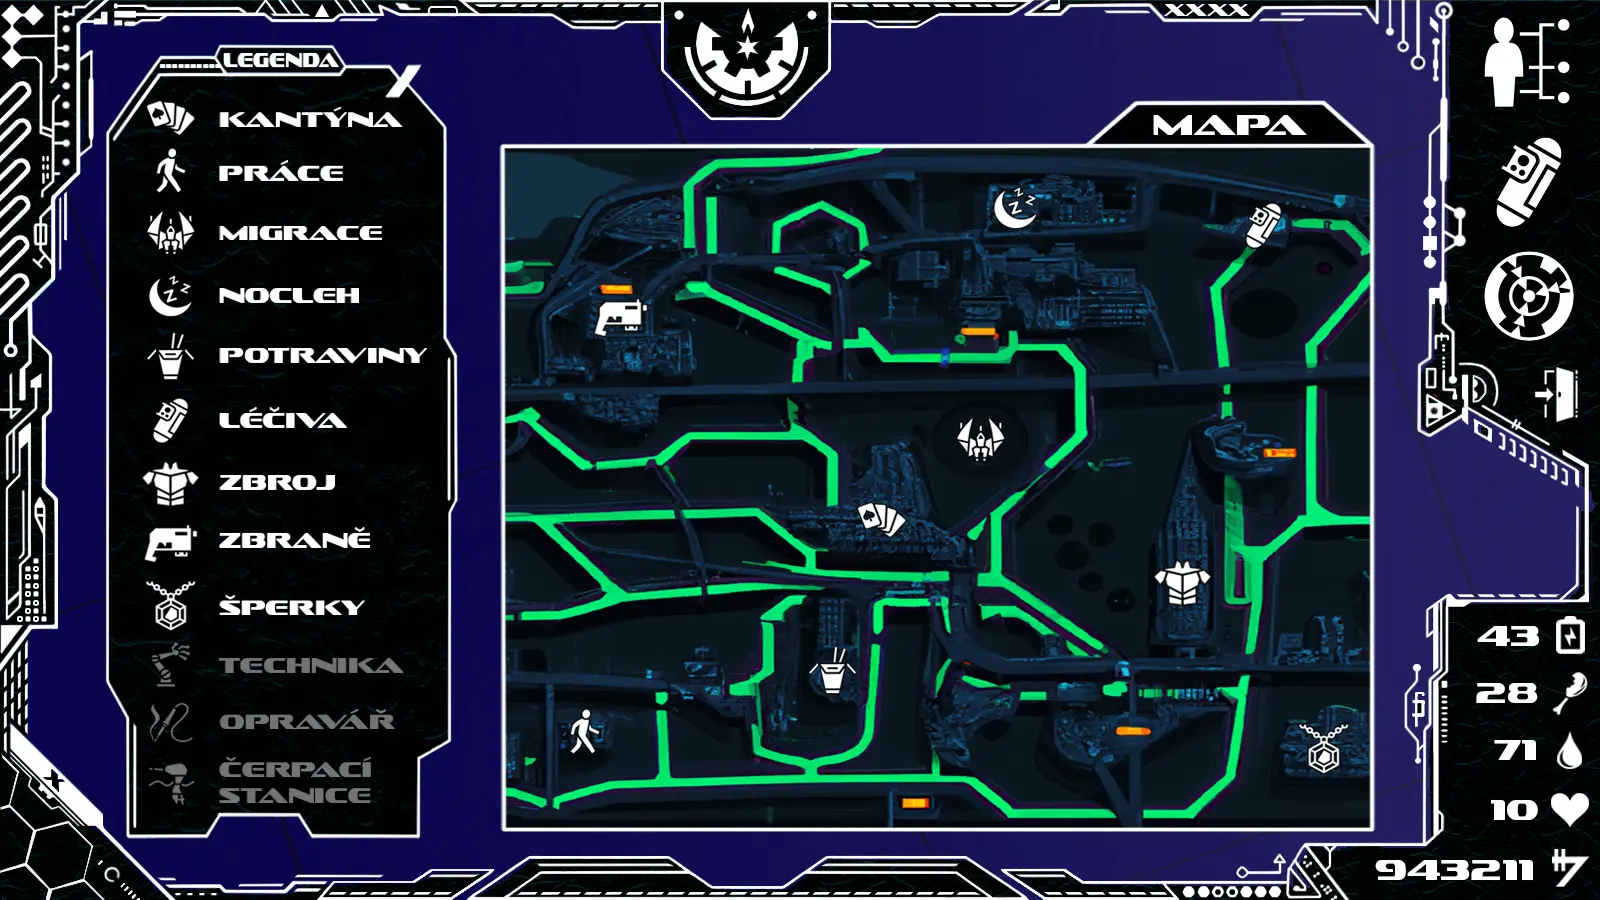 XXXX
LEGENDA
X
KANTÝNA
PRÁCE
MIGRACE
NOCLEH
POTRAVINY
LÉČIVA
ZBROJ
ZBRANĚ
ŠPERKY
TECHNIKA
OPRAVÁŘ
ČERPACÍ
STANICE
MAPA
43
28
71
10
943211